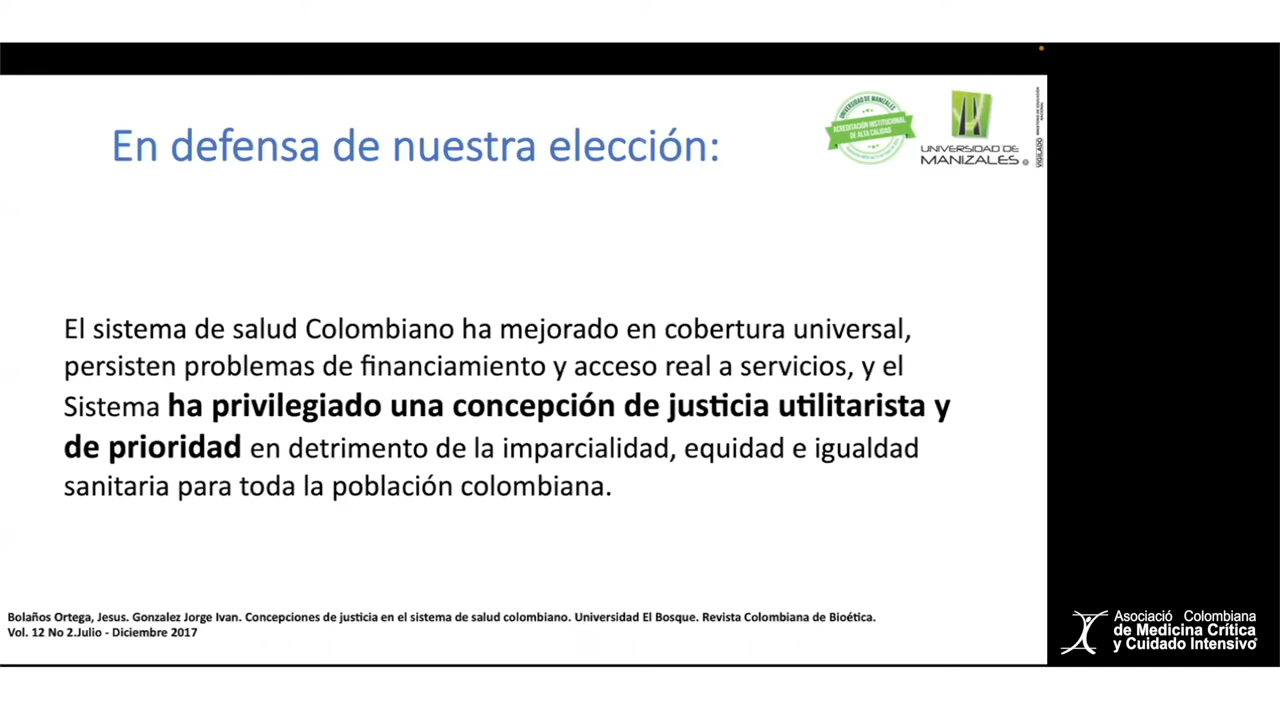 En defensa de nuestra elección:
UNIVERSIDAD DE MANIZALES
ACREDITACIÓN INSTITUCIONAL
DE ALTA CALIDAD
UNIVERSIDAD DE
MANIZALES
VIGILADO
El sistema de salud Colombiano ha mejorado en cobertura universal,
persisten problemas de financiamiento y acceso real a servicios, y el
Sistema ha privilegiado una concepción de justicia utilitarista y
de prioridad en detrimento de la imparcialidad, equidad e igualdad
sanitaria para toda la población colombiana.
Bolaños Ortega, Jesus. Gonzalez Jorge Ivan. Concepciones de justicia en el sistema de salud colombiano. Universidad El Bosque. Revista Colombiana de Bioética.
Vol. 12 No 2.Julio - Diciembre 2017
Asociació Colombiana
de Medicina Crítica
y Cuidado Intensivo